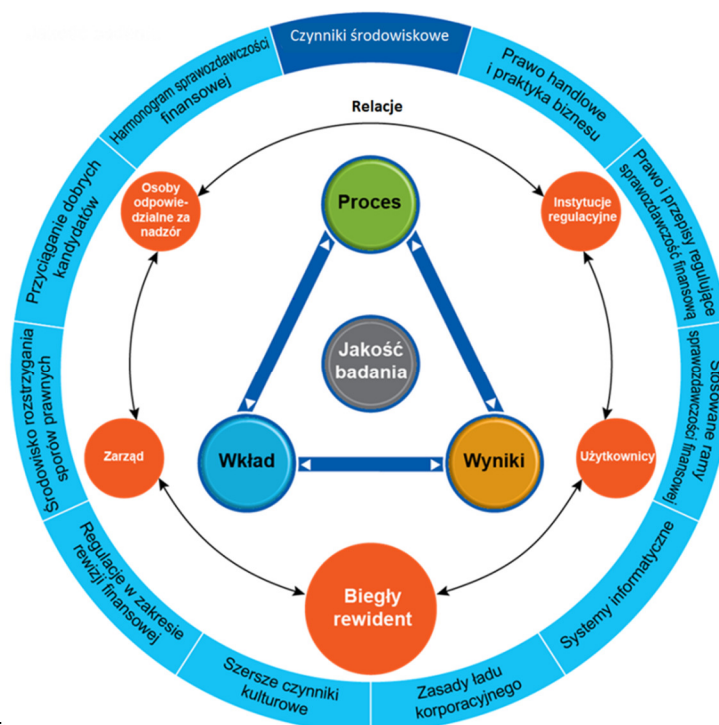 Czynniki środowiskowe
Prawo handlowe
i praktyka biznesu
Prawo i przepisy regulujące
sprawozdawczość finansową
Stosowane ramy
sprawozdawczości finansowej
Systemy informatyczne
Zasady ładu
korporacyjnego
Szersze czynniki
kulturowe
Regulacje w zakresie
rewizji finansowej
Środowisko rozstrzygania
sporów prawnych
Przyciąganie dobrych
kandydatów
Harmonogram sprawozdawczości
finansowej
Relacje
Osoby
odpowie-
dzialne za
nadzór
Instytucje
regulacyjne
Proces
Jakość
badania
Wkład
Wyniki
Zarząd
Użytkownicy
Biegły
rewident